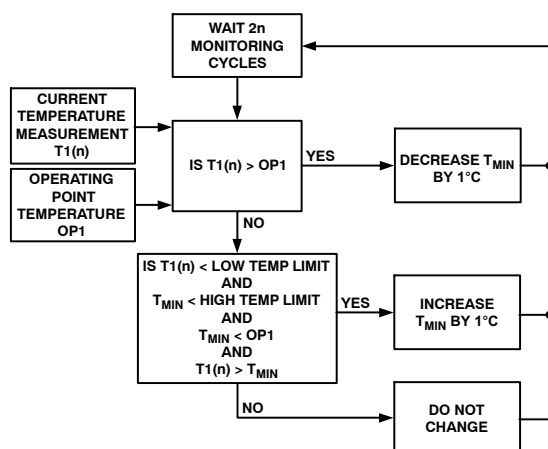 WAIT 2n
MONITORING
CYCLES
CURRENT
TEMPERATURE
MEASUREMENT
T1(n)
IS T1(n) > OP1
YES
DECREASE TMIN
BY 1°C
OPERATING
POINT
TEMPERATURE
OP1
NO
IS T1(n) < LOW TEMP LIMIT
AND
TMIN < HIGH TEMP LIMIT
AND
TMIN < OP1
AND
T1(n) > TMIN
YES
INCREASE
TMIN BY 1°C
NO
DO NOT
CHANGE